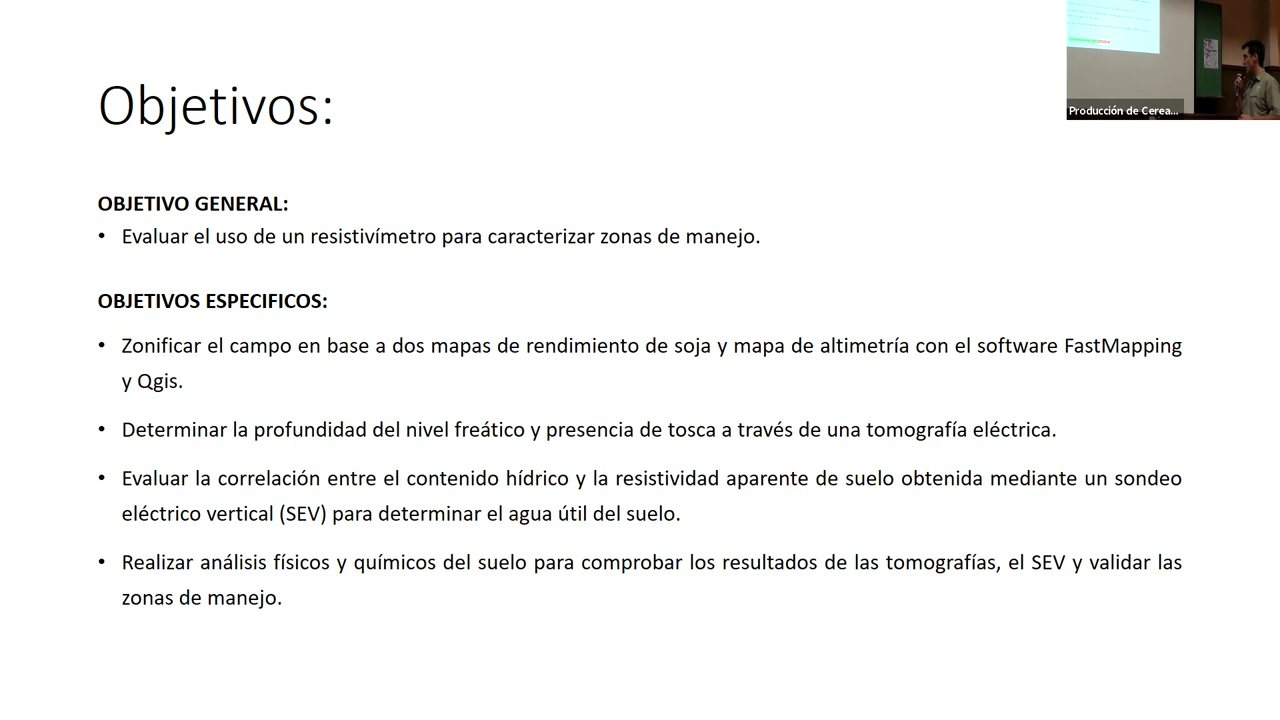 Objetivos:
Producción de Cerea...
OBJETIVO GENERAL:
• Evaluar el uso de un resistivímetro para caracterizar zonas de manejo.
OBJETIVOS ESPECIFICOS:
• Zonificar el campo en base a dos mapas de rendimiento de soja y mapa de altimetría con el software FastMapping
y Qgis.
• Determinar la profundidad del nivel freático y presencia de tosca a través de una tomografía eléctrica.
• Evaluar la correlación entre el contenido hídrico y la resistividad aparente de suelo obtenida mediante un sondeo
eléctrico vertical (SEV) para determinar el agua útil del suelo.
• Realizar análisis físicos y químicos del suelo para comprobar los resultados de las tomografías, el SEV y validar las
zonas de manejo.